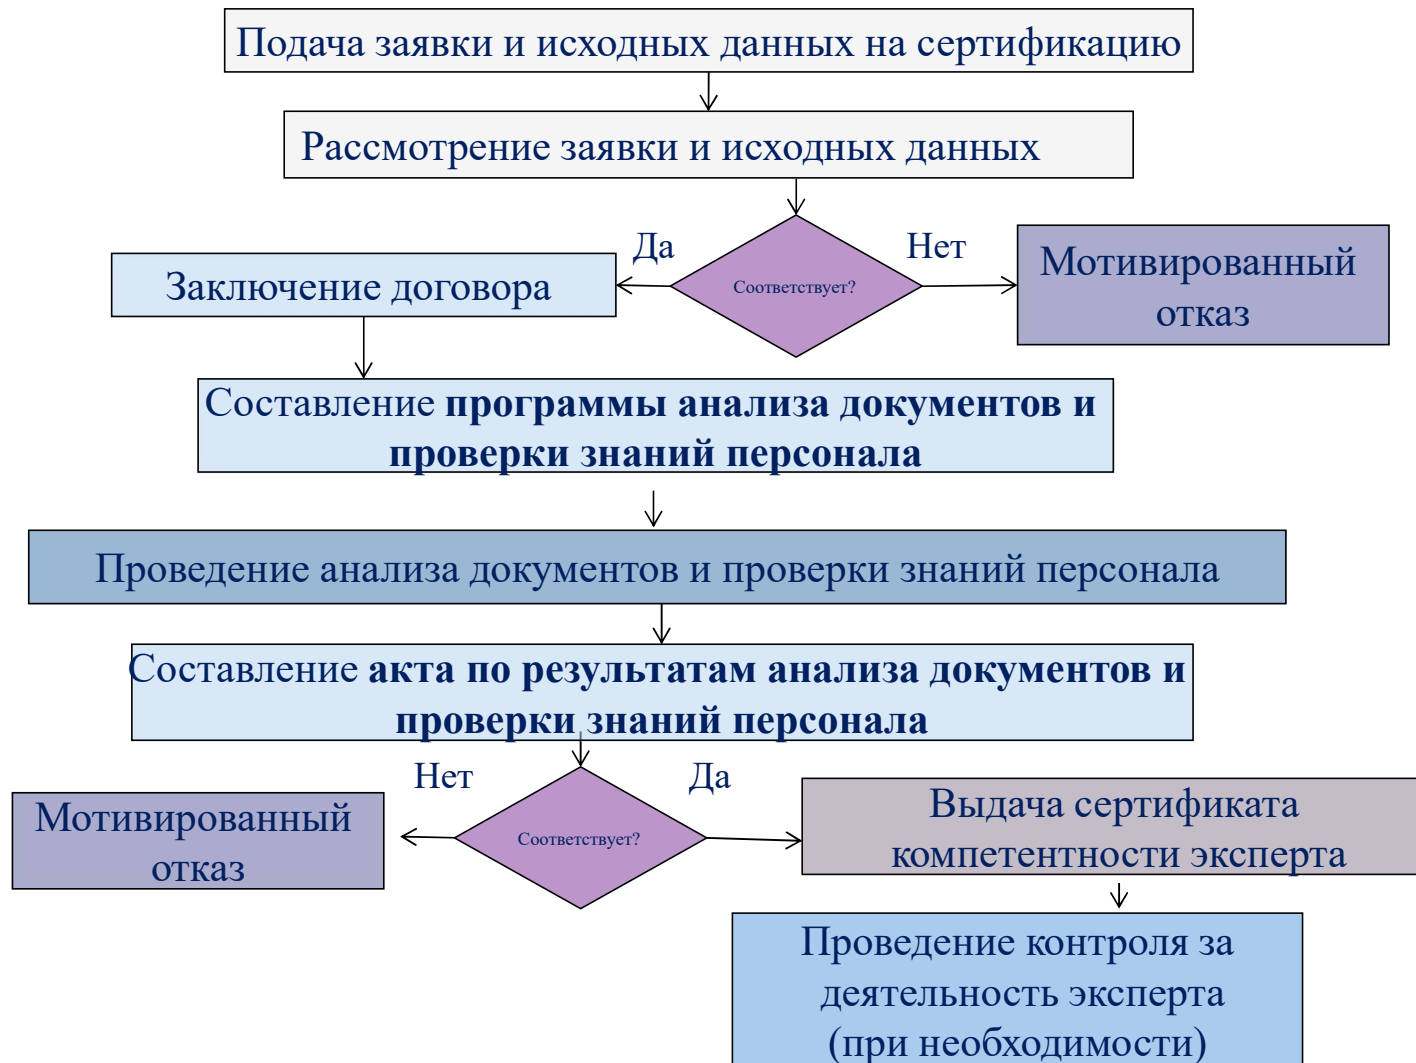 Подача заявки и исходных данных на сертификацию
Рассмотрение заявки и исходных данных
Да
Нет
Соответствует?
Заключение договора
Мотивированный
отказ
Составление программы анализа документов и
проверки знаний персонала
Проведение анализа документов и проверки знаний персонала
Составление акта по результатам анализа документов и
проверки знаний персонала
Нет
Да
Соответствует?
Мотивированный
отказ
Выдача сертификата
компетентности эксперта
Проведение контроля за
деятельность эксперта
(при необходимости)